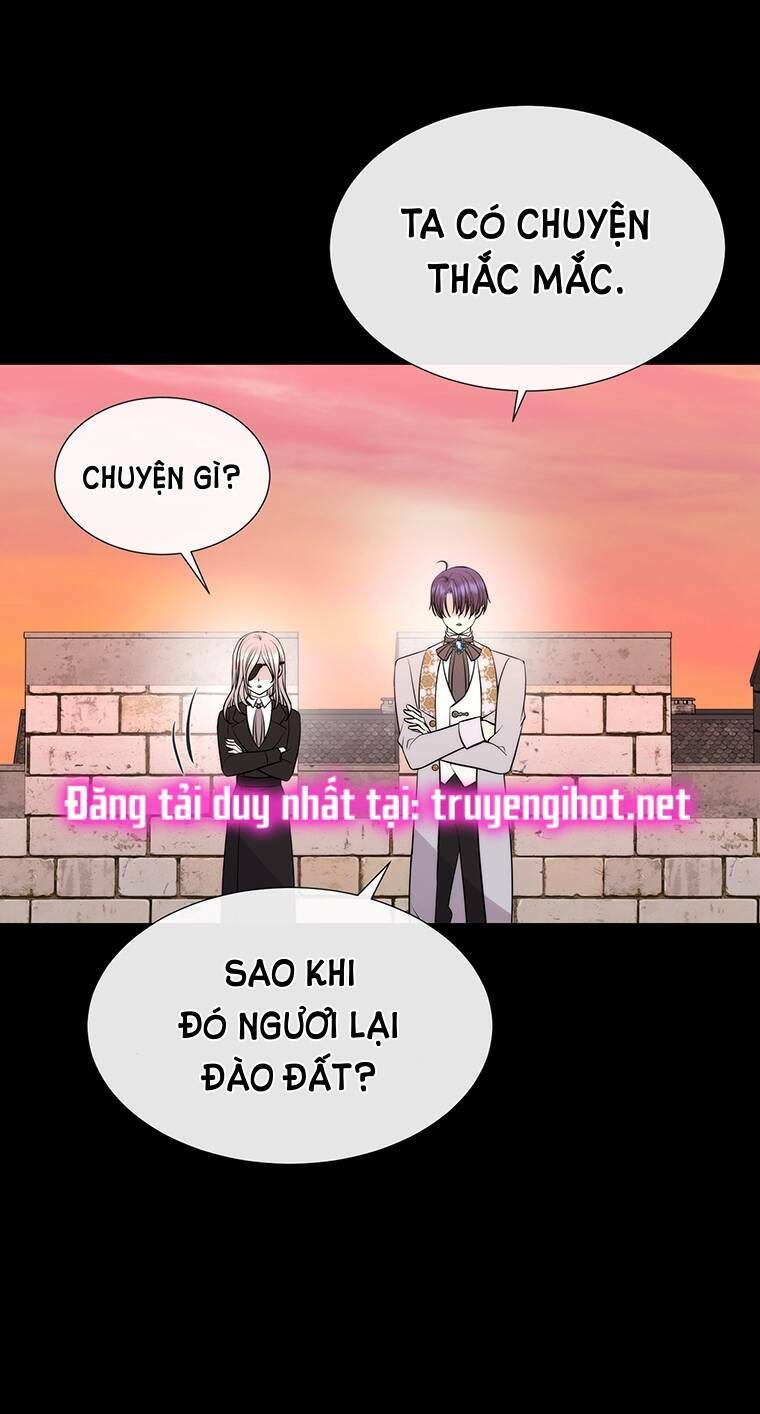 TA CÓ CHUYỆN
THẮC MẮC.
CHUYỆN GÌ?
Đăng tải duy nhất tại: truyengihot.net
SAO KHI
ĐÓ NGƯƠI LẠI
ĐÀO ĐẤT?